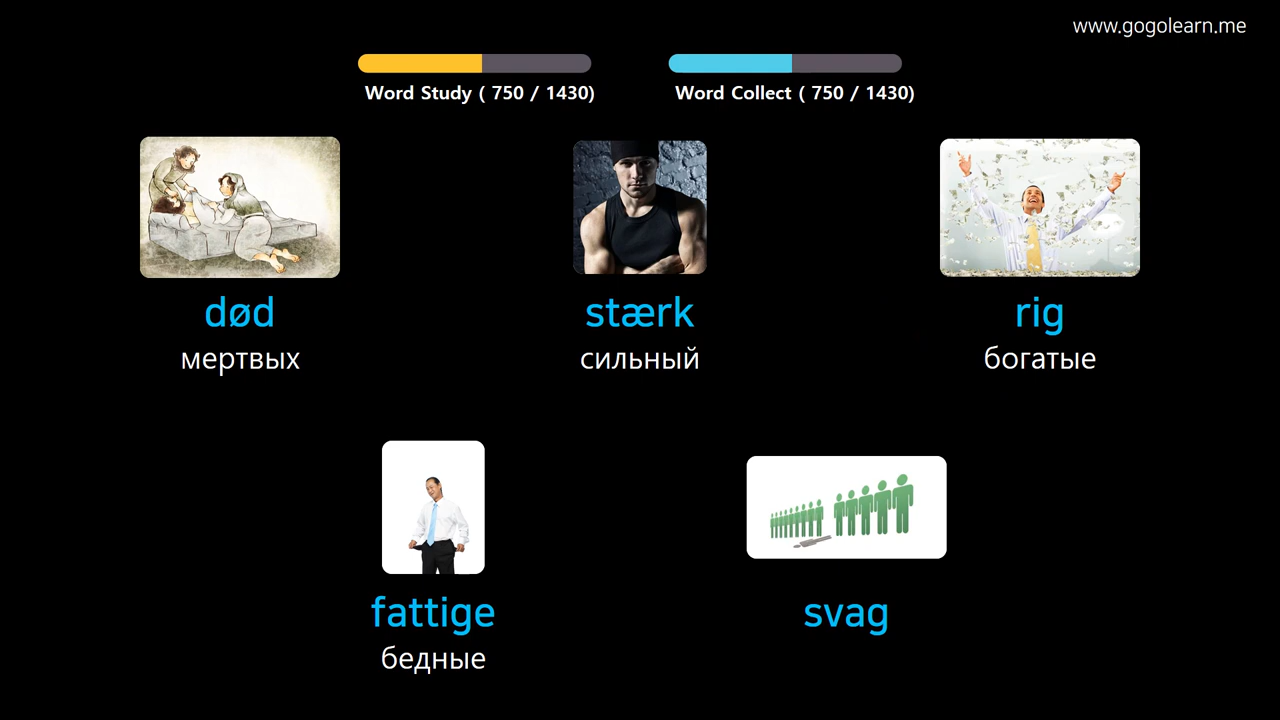 www.gogolearn.me
Word Study ( 750 / 1430)
Word Collect ( 750 / 1430)
død
мертвых
stærk
сильный
rig
богатые
fattige
бедные
svag